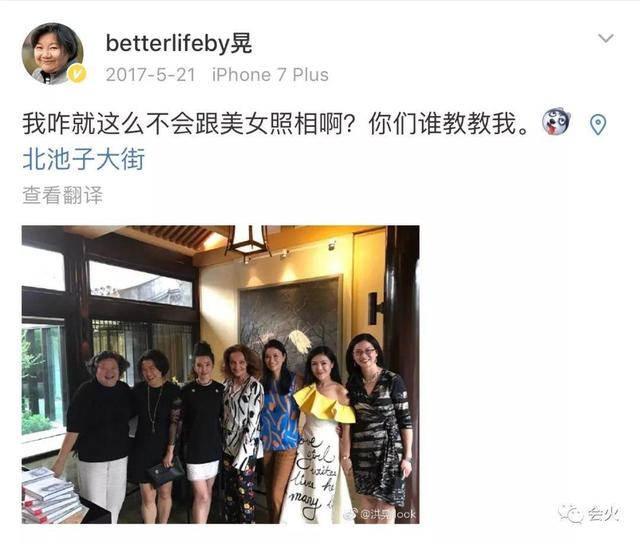 betterlifeby晃
2017-5-21 iPhone 7 Plus
我咋就这么不会跟美女照相啊？你们谁教教我。
北池子大街
查看翻译
many
会火